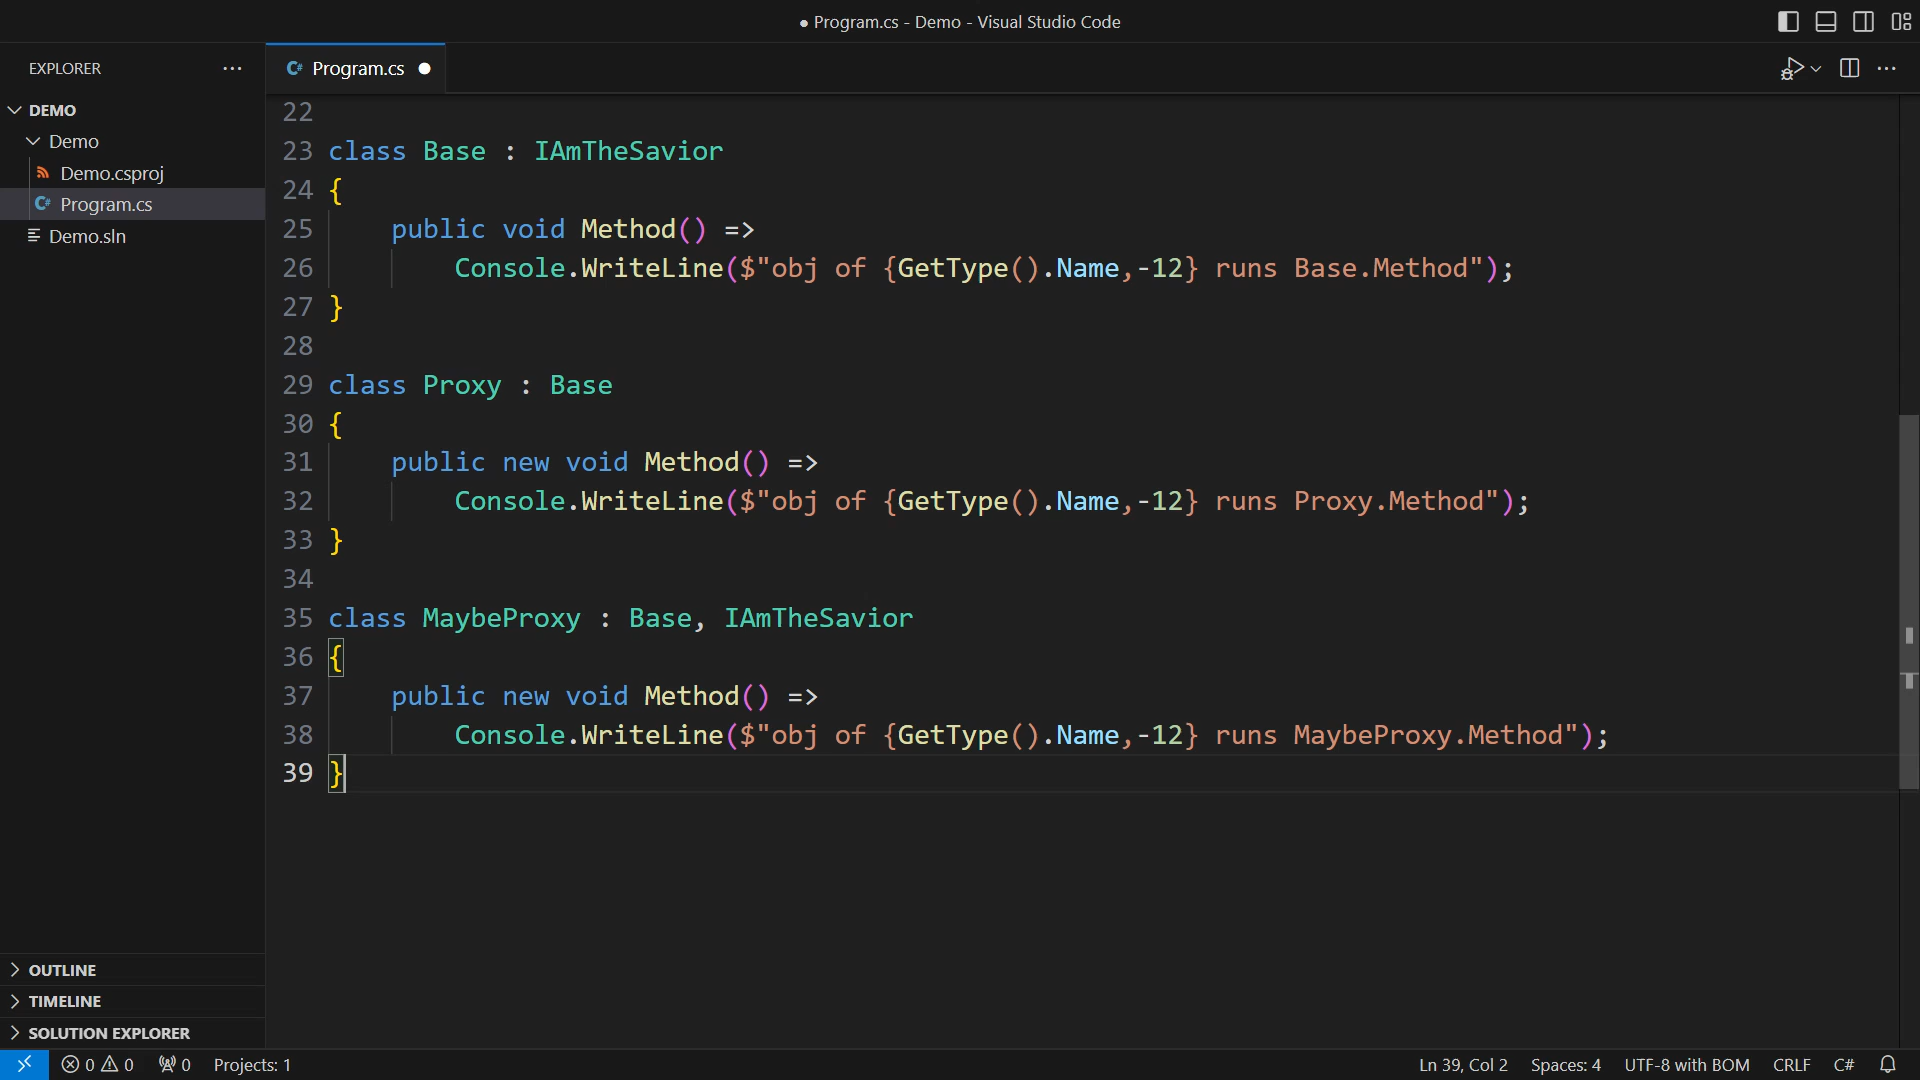 ● Program.cs - Demo - Visual Studio Code
EXPLORER
DEMO
Demo
Demo.csproj
Program.cs
Demo.sln
OUTLINE
TIMELINE
SOLUTION EXPLORER
C# Program.cs ●
22
23 class Base : IAmTheSavior
24 {
25     public void Method() =>
26         Console.WriteLine($"obj of {GetType().Name,-12} runs Base.Method");
27 }
28
29 class Proxy : Base
30 {
31     public new void Method() =>
32         Console.WriteLine($"obj of {GetType().Name,-12} runs Proxy.Method");
33 }
34
35 class MaybeProxy : Base, IAmTheSavior
36 {
37     public new void Method() =>
38         Console.WriteLine($"obj of {GetType().Name,-12} runs MaybeProxy.Method");
39 }
0 0 0 Projects: 1 Ln 39, Col 2 Spaces: 4 UTF-8 with BOM CRLF C#